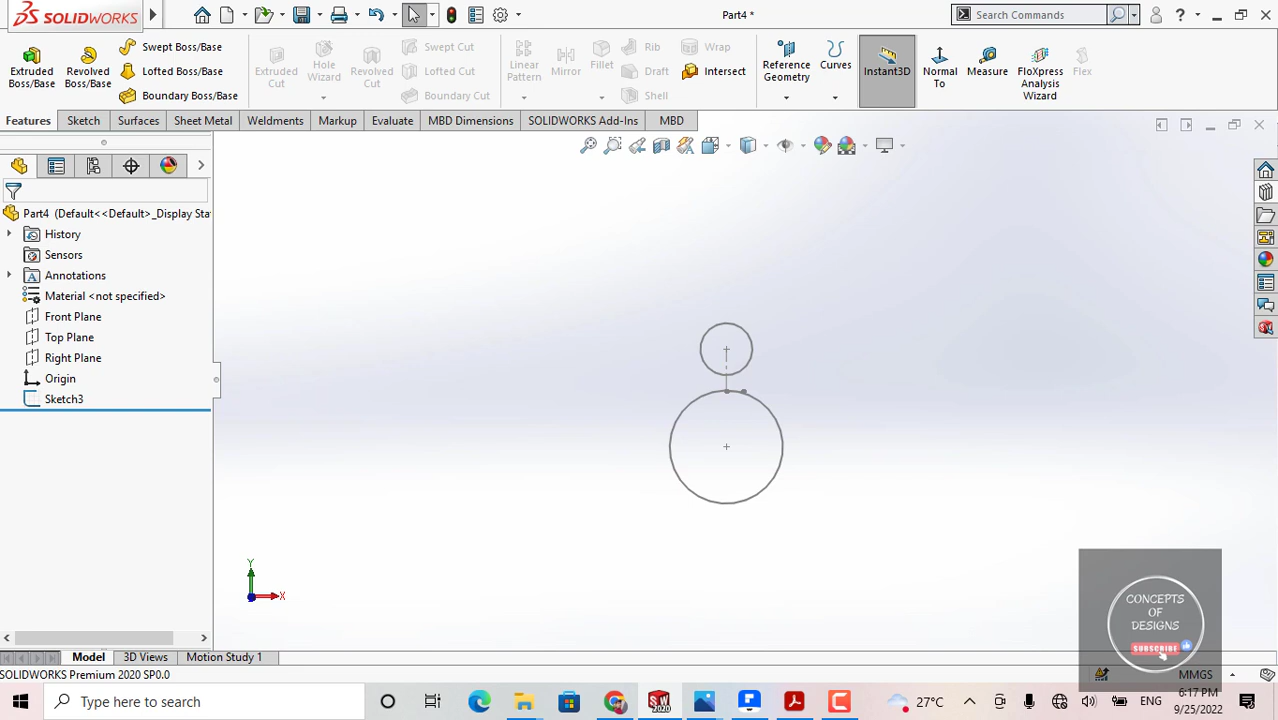 SOLIDWORKS
Part4 *
Search Commands
Extruded Boss/Base
Revolved Boss/Base
Swept Boss/Base
Lofted Boss/Base
Boundary Boss/Base
Extruded Cut
Hole Wizard
Revolved Cut
Swept Cut
Lofted Cut
Boundary Cut
Linear Pattern
Mirror
Fillet
Rib
Draft
Shell
Wrap
Intersect
Reference Geometry
Curves
Instant3D
Normal To
Measure
FloXpress Analysis Wizard
Flex
Features
Sketch
Surfaces
Sheet Metal
Weldments
Markup
Evaluate
MBD Dimensions
SOLIDWORKS Add-Ins
MBD
Part4 (Default<<Default>_Display Sta
History
Sensors
Annotations
Material <not specified>
Front Plane
Top Plane
Right Plane
Origin
Sketch3
Y
X
CONCEPTS
OF
DESIGNS
SUBSCRIBE
Model
3D Views
Motion Study 1
SOLIDWORKS Premium 2020 SP0.0
MMGS
Type here to search
27°C
ENG
6:17 PM
9/25/2022